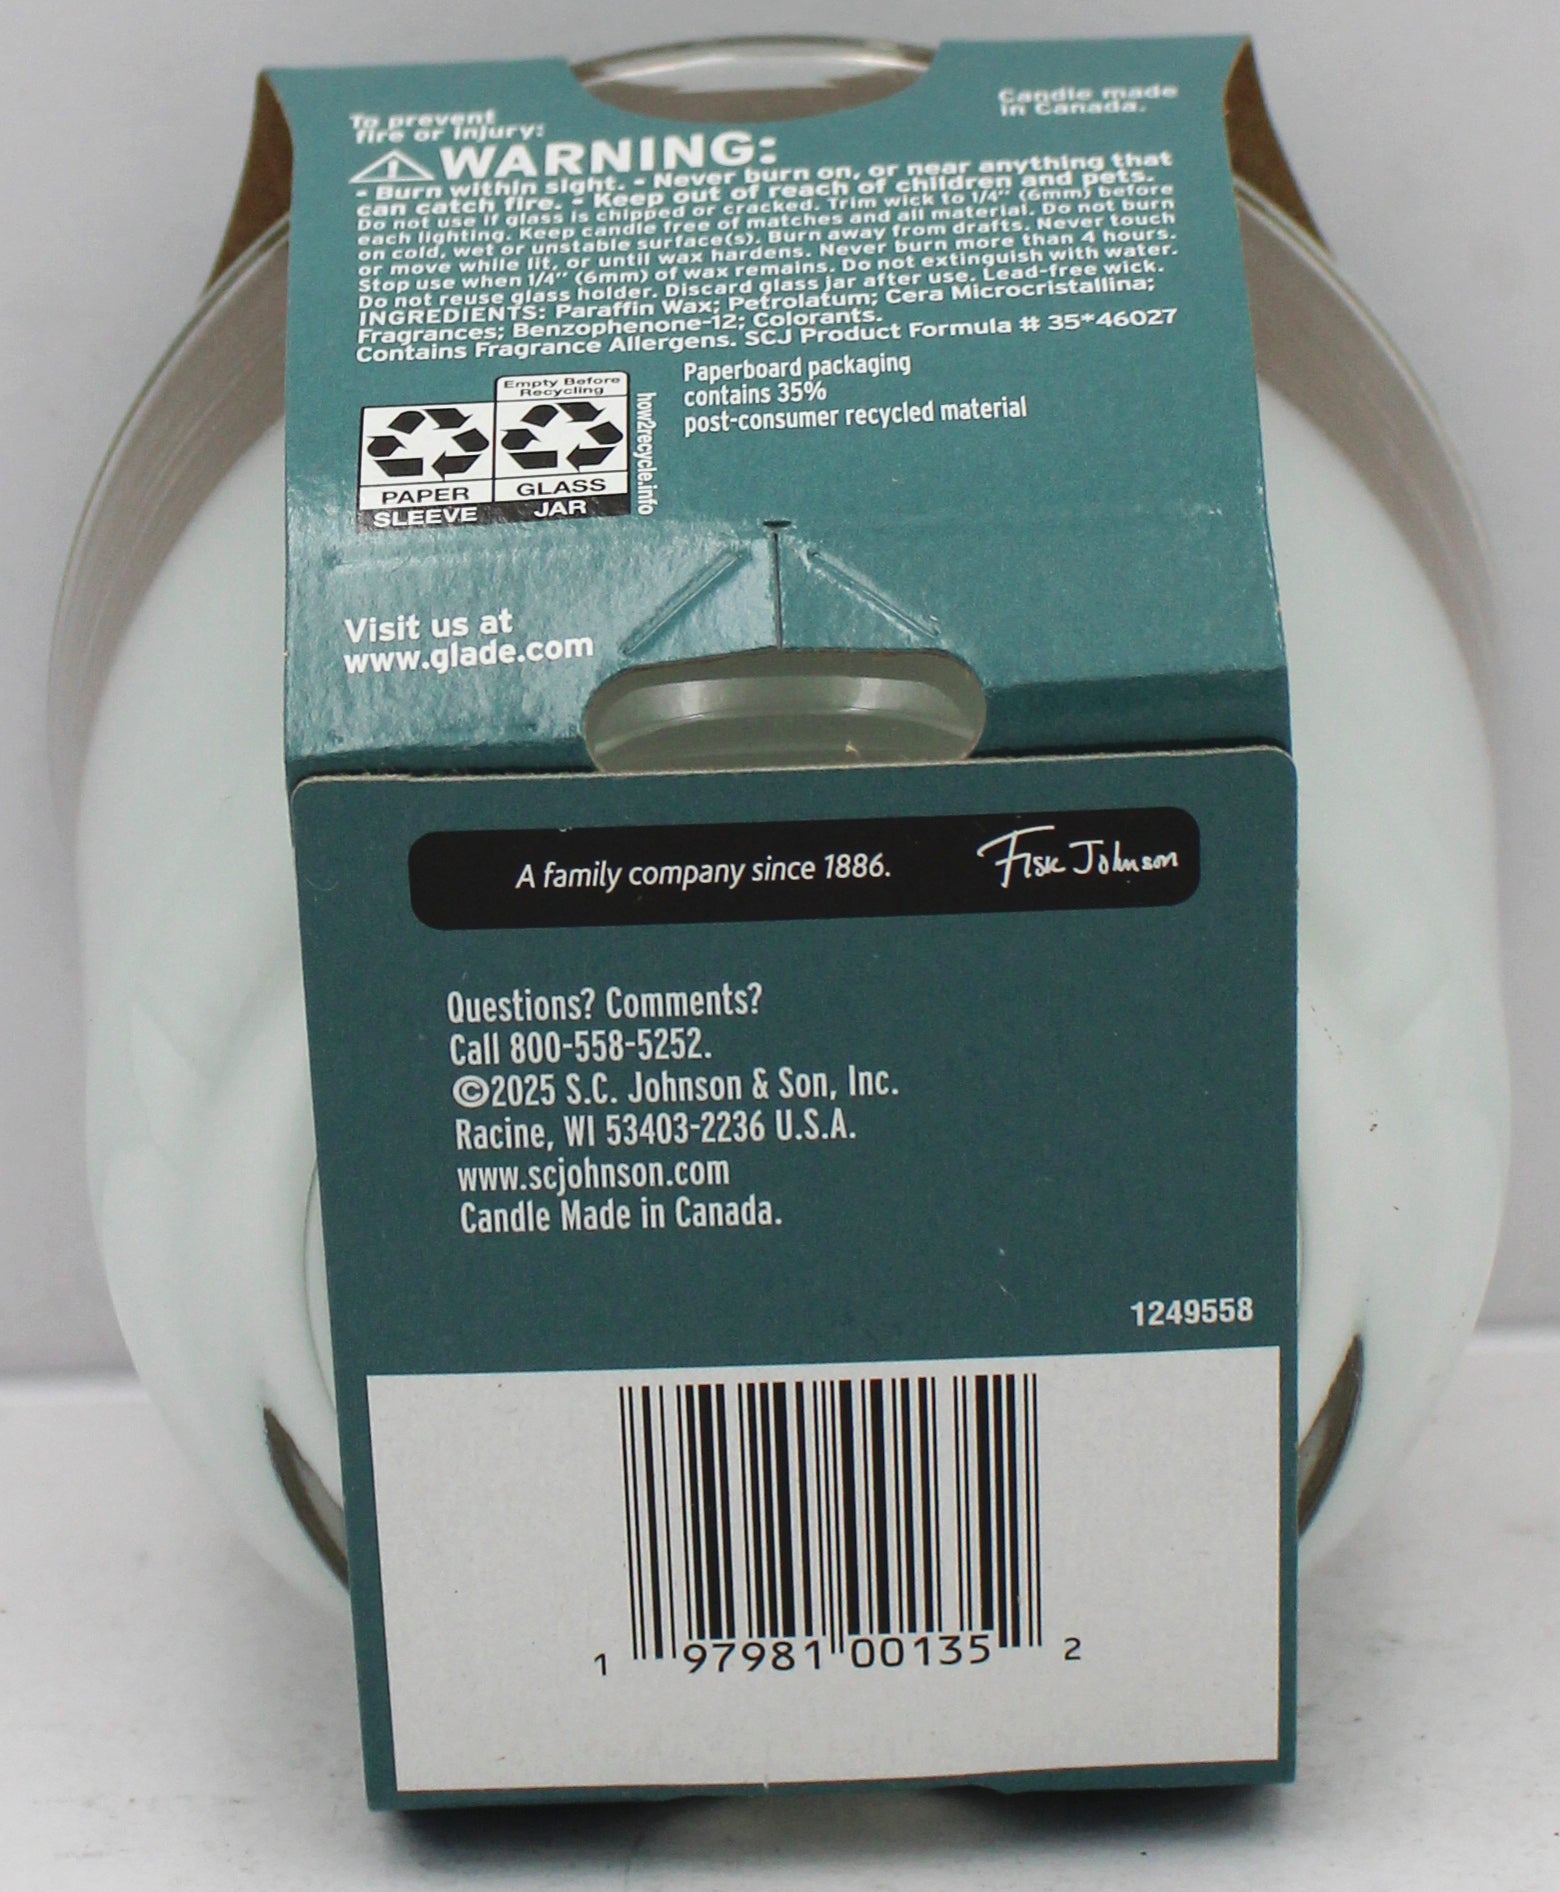 To prevent
fire or injury:
Candle made
in Canada.
WARNING:
- Burn within sight. - Never burn on, or near anything that
can catch fire. - Keep out of reach of children and pets.
Do not use if glass is chipped or cracked. Trim wick to 1/4" (6mm) before
each lighting. Keep candle free of matches and all material. Do not burn
on cold, wet or unstable surface(s). Burn away from drafts. Never touch
or move while lit, or until wax hardens. Never burn more than 4 hours.
Stop use when 1/4" (6mm) of wax remains. Do not extinguish with water.
Do not reuse glass holder. Discard glass jar after use. Lead-free wick.
INGREDIENTS: Paraffin Wax; Petrolatum; Cera Microcristallina;
Fragrances; Benzophenone-12; Colorants.
Contains Fragrance Allergens. SCJ Product Formula # 35*46027
Empty Before
Recycling
PAPER
SLEEVE
GLASS
JAR
how2recycle.info
Paperboard packaging
contains 35%
post-consumer recycled material
Visit us at
www.glade.com
A family company since 1886.
Fisk Johnson
Questions? Comments?
Call 800-558-5252.
©2025 S.C. Johnson & Son, Inc.
Racine, WI 53403-2236 U.S.A.
www.scjohnson.com
Candle Made in Canada.
1249558
1 97981 00135 2